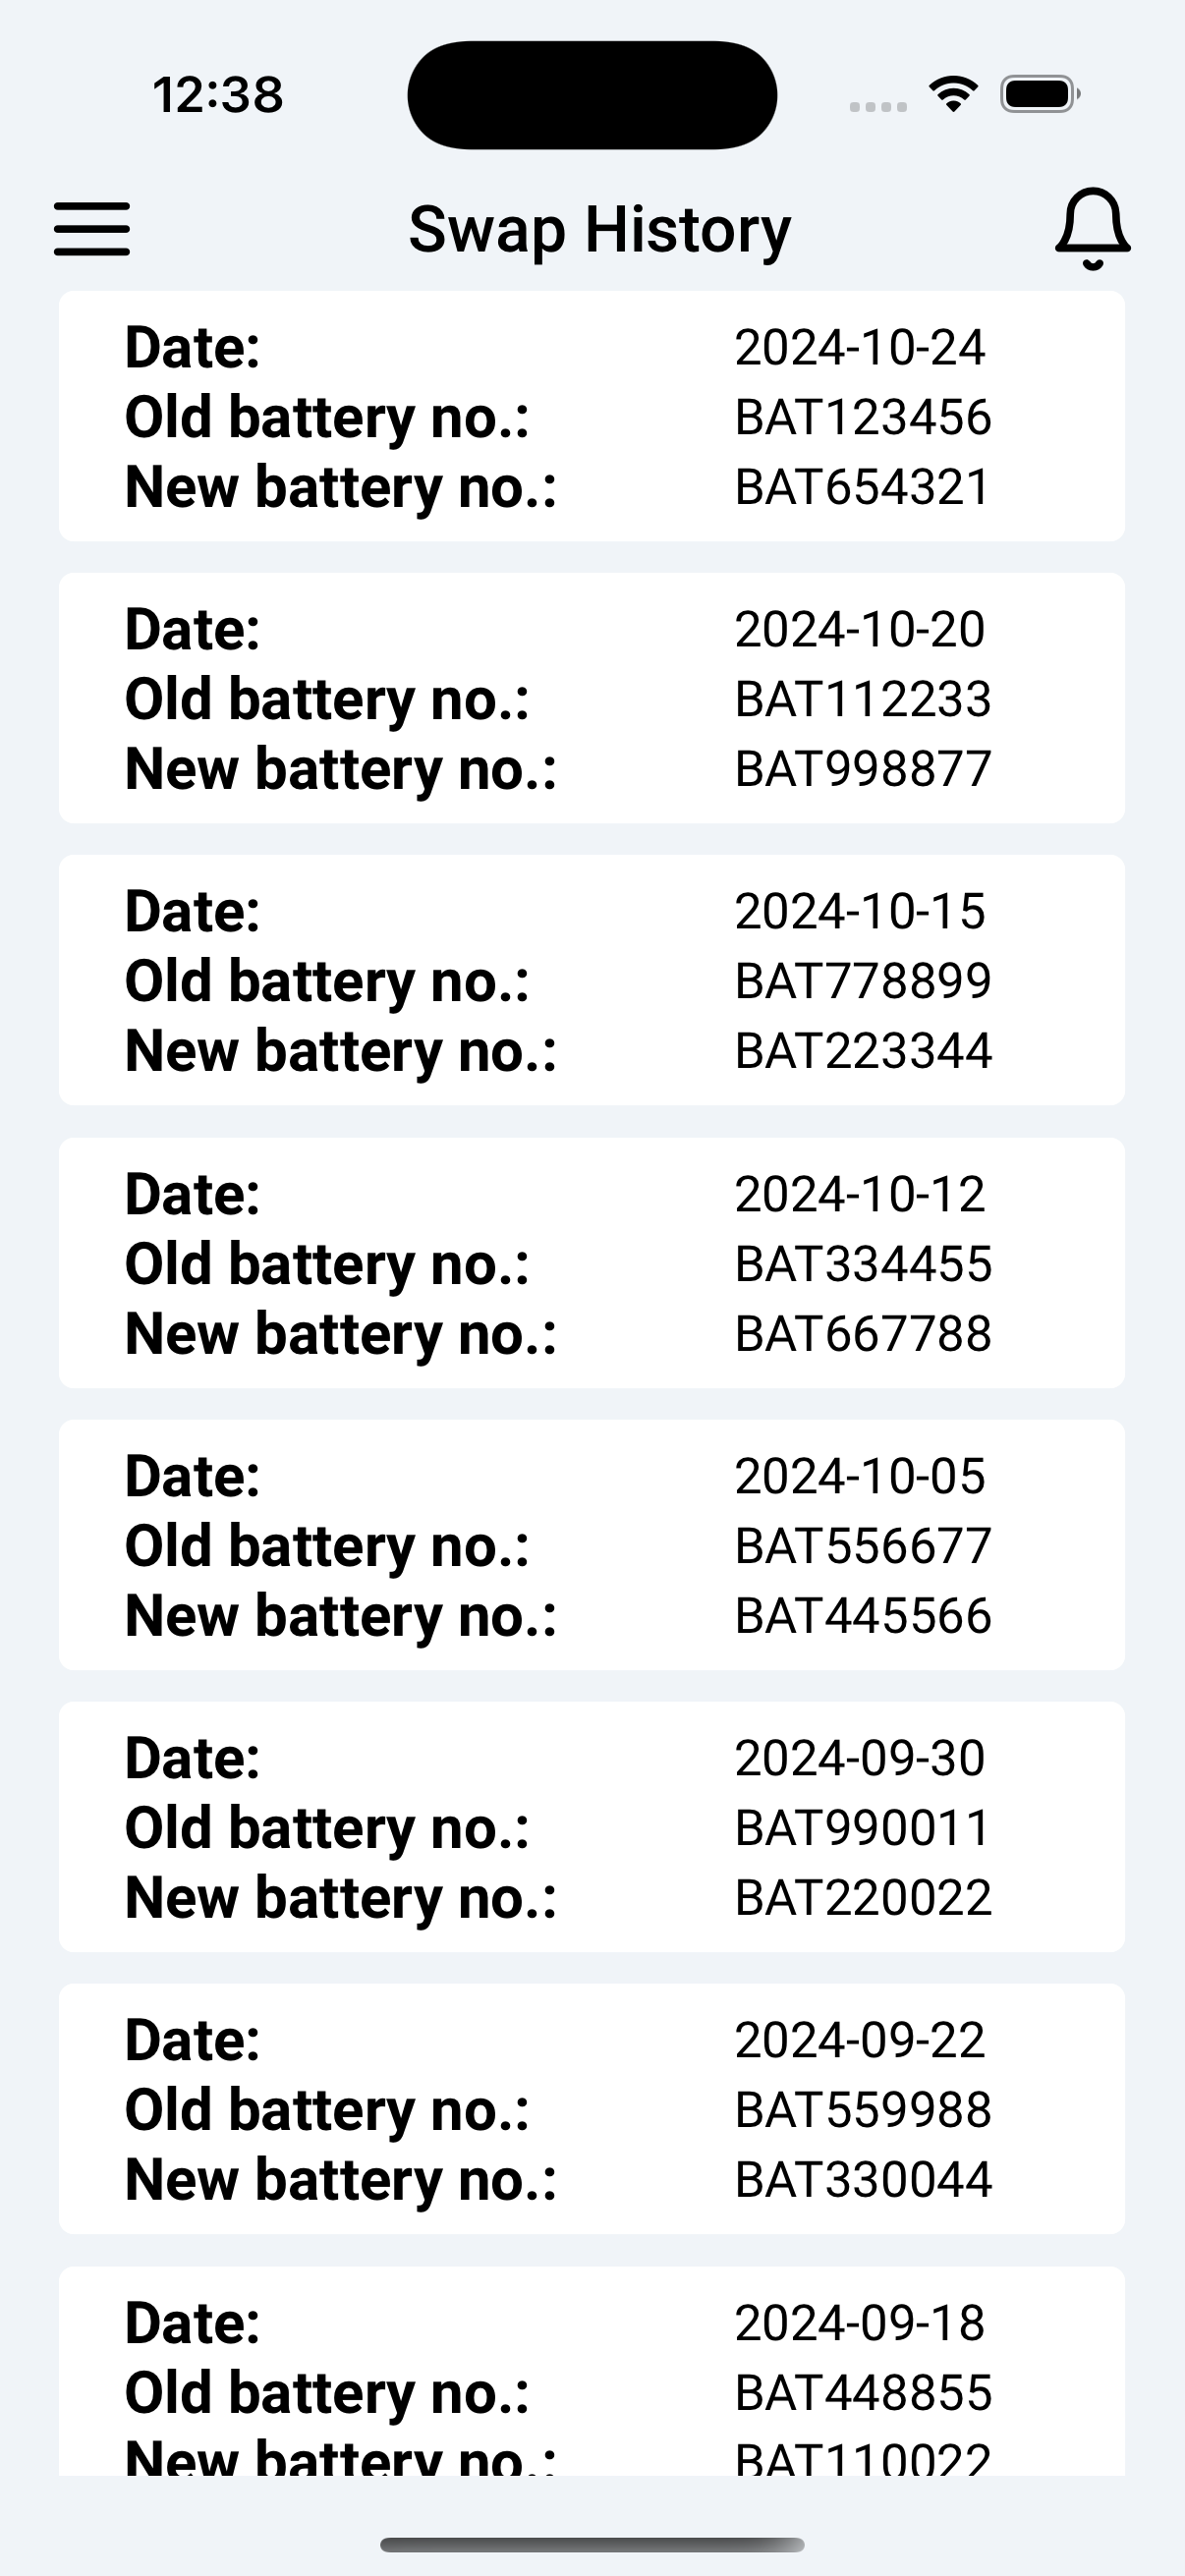 12:38
Swap History
Date: 2024-10-24
Old battery no.: BAT123456
New battery no.: BAT654321
Date: 2024-10-20
Old battery no.: BAT112233
New battery no.: BAT998877
Date: 2024-10-15
Old battery no.: BAT778899
New battery no.: BAT223344
Date: 2024-10-12
Old battery no.: BAT334455
New battery no.: BAT667788
Date: 2024-10-05
Old battery no.: BAT556677
New battery no.: BAT445566
Date: 2024-09-30
Old battery no.: BAT990011
New battery no.: BAT220022
Date: 2024-09-22
Old battery no.: BAT559988
New battery no.: BAT330044
Date: 2024-09-18
Old battery no.: BAT448855
New battery no.: BAT110022